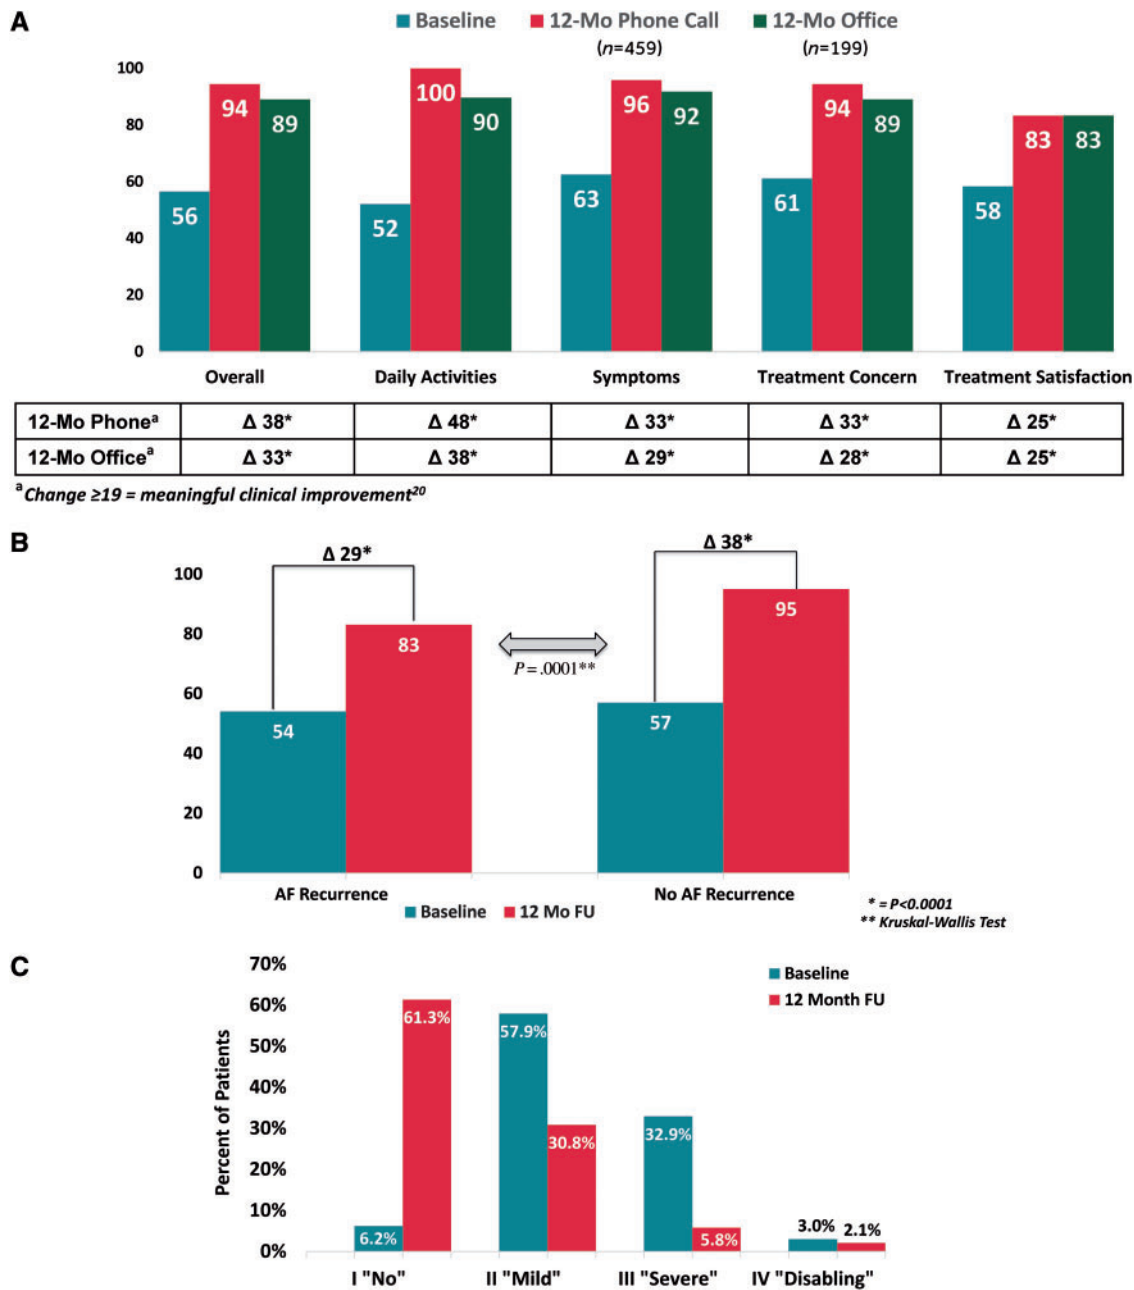 A
Baseline 12-Mo Phone Call 12-Mo Office
(n=459) (n=199)
100
80
60
40
20
0
56 94 89
52 100 90
63 96 92
61 94 89
58 83 83
Overall Daily Activities Symptoms Treatment Concern Treatment Satisfaction
12-Mo Phoneᵃ Δ 38* Δ 48* Δ 33* Δ 33* Δ 25*
12-Mo Officeᵃ Δ 33* Δ 38* Δ 29* Δ 28* Δ 25*
ᵃ Change ≥19 = meaningful clinical improvement²⁰
B
Δ 29* Δ 38*
100
80
60
40
20
0
54 83
P = .0001**
57 95
AF Recurrence No AF Recurrence
Baseline 12 Mo FU
* = P<0.0001
** Kruskal-Wallis Test
C
Baseline
12 Month FU
Percent of Patients
70%
60%
50%
40%
30%
20%
10%
0%
6.2% 61.3%
57.9% 30.8%
32.9% 5.8%
3.0% 2.1%
I "No" II "Mild" III "Severe" IV "Disabling"